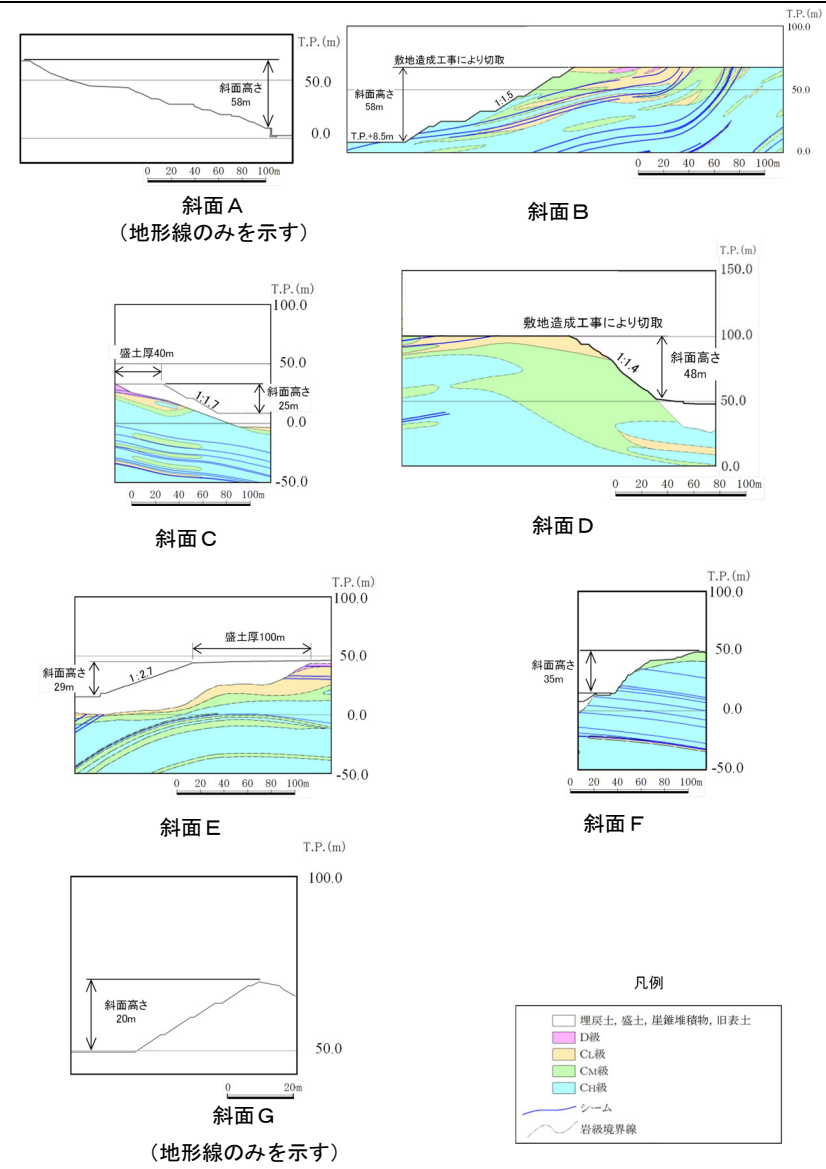 T.P.(m)
50.0
0.0
斜面高さ
58m
0 20 40 60 80 100m
斜面A
（地形線のみを示す）
T.P.(m)
100.0
敷地造成工事により切取
斜面高さ
58m
1:1.5
50.0
T.P.+8.5m
0.0
0 20 40 60 80 100m
斜面B
T.P.(m)
100.0
盛土厚40m
50.0
1:1.7
斜面高さ
25m
0.0
-50.0
0 20 40 60 80 100m
斜面C
T.P.(m)
150.0
敷地造成工事により切取
100.0
1:1.4
斜面高さ
48m
50.0
0.0
0 20 40 60 80 100m
斜面D
T.P.(m)
100.0
盛土厚100m
50.0
斜面高さ
29m
1:2.7
0.0
-50.0
0 20 40 60 80 100m
斜面E
T.P.(m)
100.0
50.0
斜面高さ
35m
0.0
-50.0
0 20 40 60 80 100m
斜面F
T.P.(m)
100.0
斜面高さ
20m
50.0
0 20m
斜面G
（地形線のみを示す）
凡例
埋戻土, 盛土, 崖錐堆積物, 旧表土
D級
CL級
CM級
CH級
シーム
岩級境界線